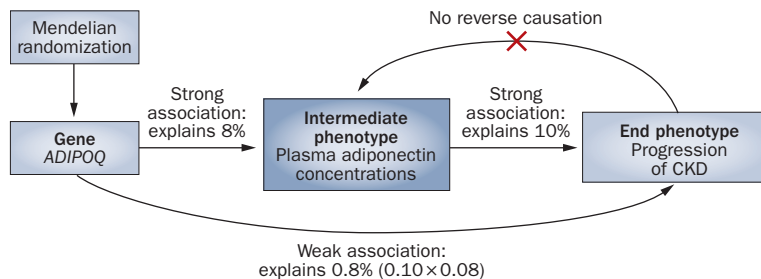 No reverse causation
Mendelian
randomization
Strong
association:
explains 8%
Gene
ADIPOQ
Intermediate
phenotype
Plasma adiponectin
concentrations
Strong
association:
explains 10%
End phenotype
Progression
of CKD
Weak association:
explains 0.8% (0.10×0.08)